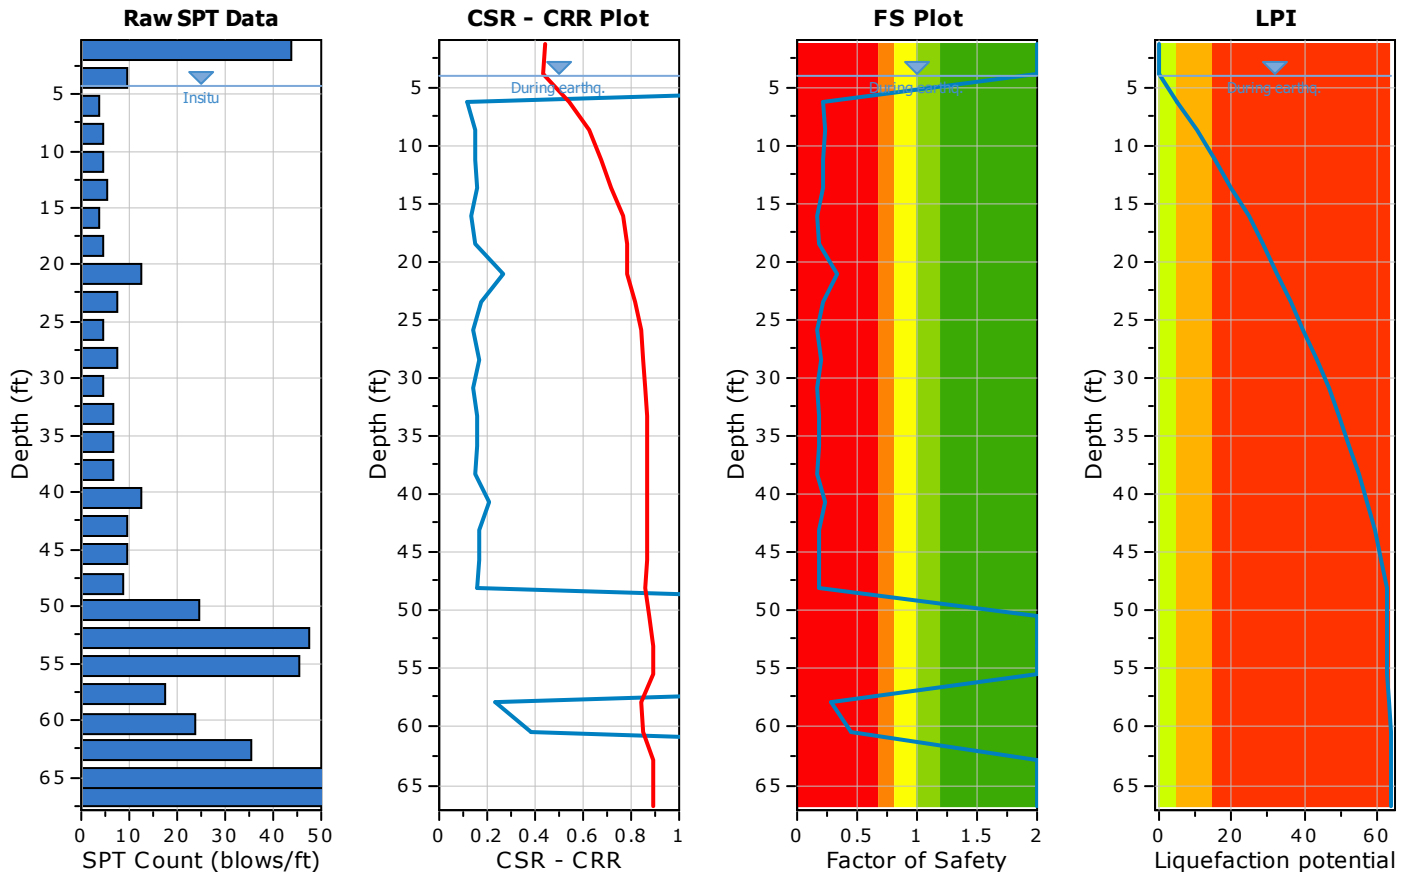 Raw SPT Data
Insitu
5
10
15
20
25
30
35
40
45
50
55
60
65
Depth (ft)
0 10 20 30 40 50
SPT Count (blows/ft)
CSR - CRR Plot
During earthq.
5
10
15
20
25
30
35
40
45
50
55
60
65
Depth (ft)
0 0.2 0.4 0.6 0.8 1
CSR - CRR
FS Plot
During earthq.
5
10
15
20
25
30
35
40
45
50
55
60
65
Depth (ft)
0 0.5 1 1.5 2
Factor of Safety
LPI
During earthq.
5
10
15
20
25
30
35
40
45
50
55
60
65
Depth (ft)
0 20 40 60
Liquefaction potential